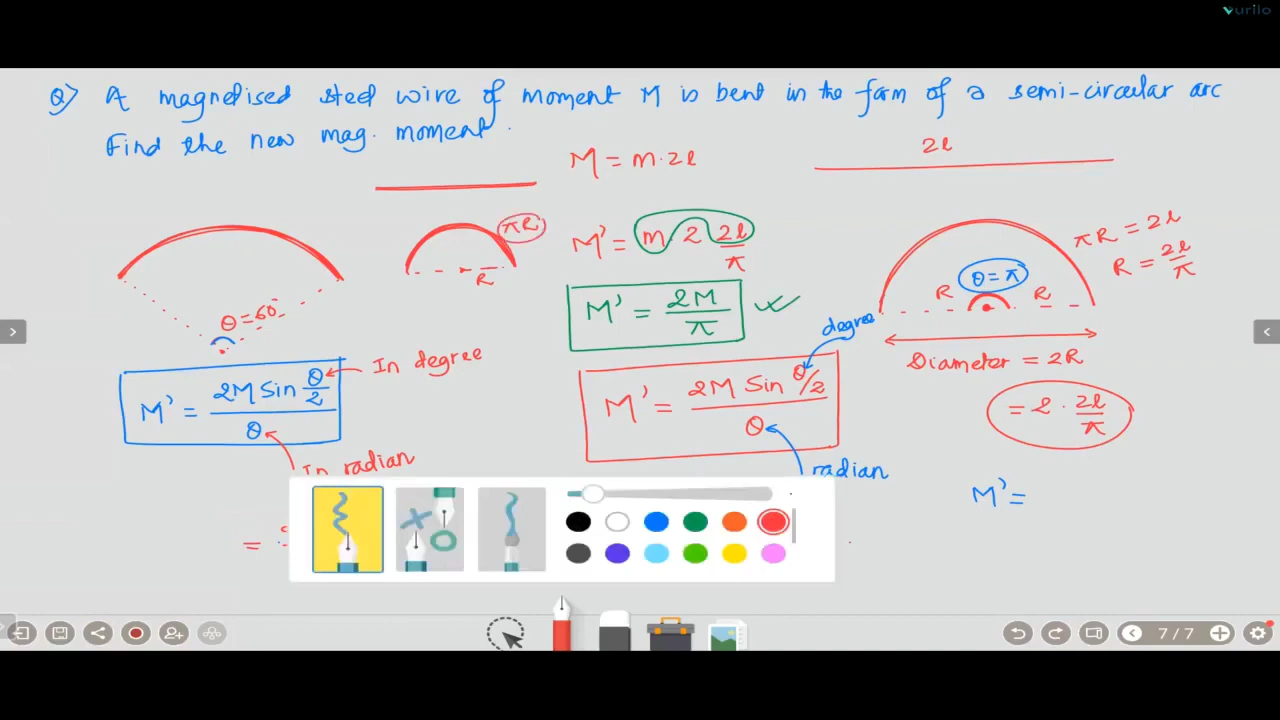 Vurilo
Q) A magnetised steel wire of moment M is bent in the form of a semi-circular arc
Find the new mag. moment.
M = m·2l
2l
πR
R
M' = m 2 2l/π
πR = 2l
R = 2l/π
θ = π
R
R
θ = 60°
M' = 2M/π
degree
Diameter = 2R
In degree
M' = 2M Sin θ/2 / θ
M' = 2M Sin θ/2 / θ
= 2 · 2l/π
In radian
radian
M' =
=
7/7